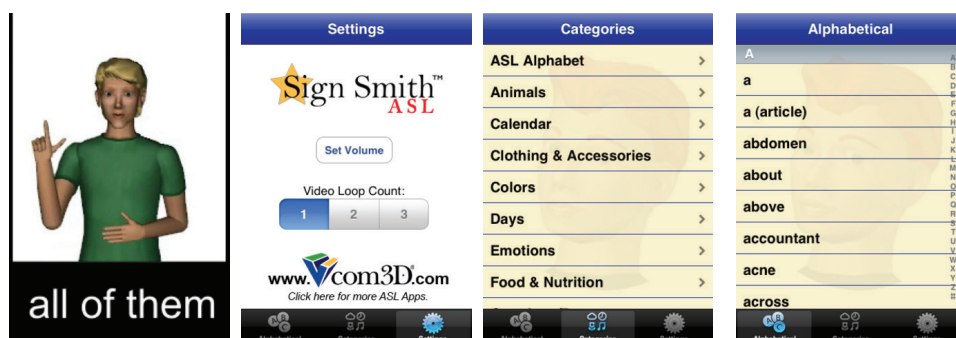 all of them
Settings
Sign Smith™
ASL
Set Volume
Video Loop Count:
1 2 3
www.Vcom3D.com
Click here for more ASL Apps.
Settings
Categories
ASL Alphabet
Animals
Calendar
Clothing & Accessories
Colors
Days
Emotions
Food & Nutrition
Alphabetical
A
a
a (article)
abdomen
about
above
accountant
acne
across
A
B
C
D
E
F
G
H
I
J
K
L
M
N
O
P
Q
R
S
T
U
V
W
X
Y
Z
#